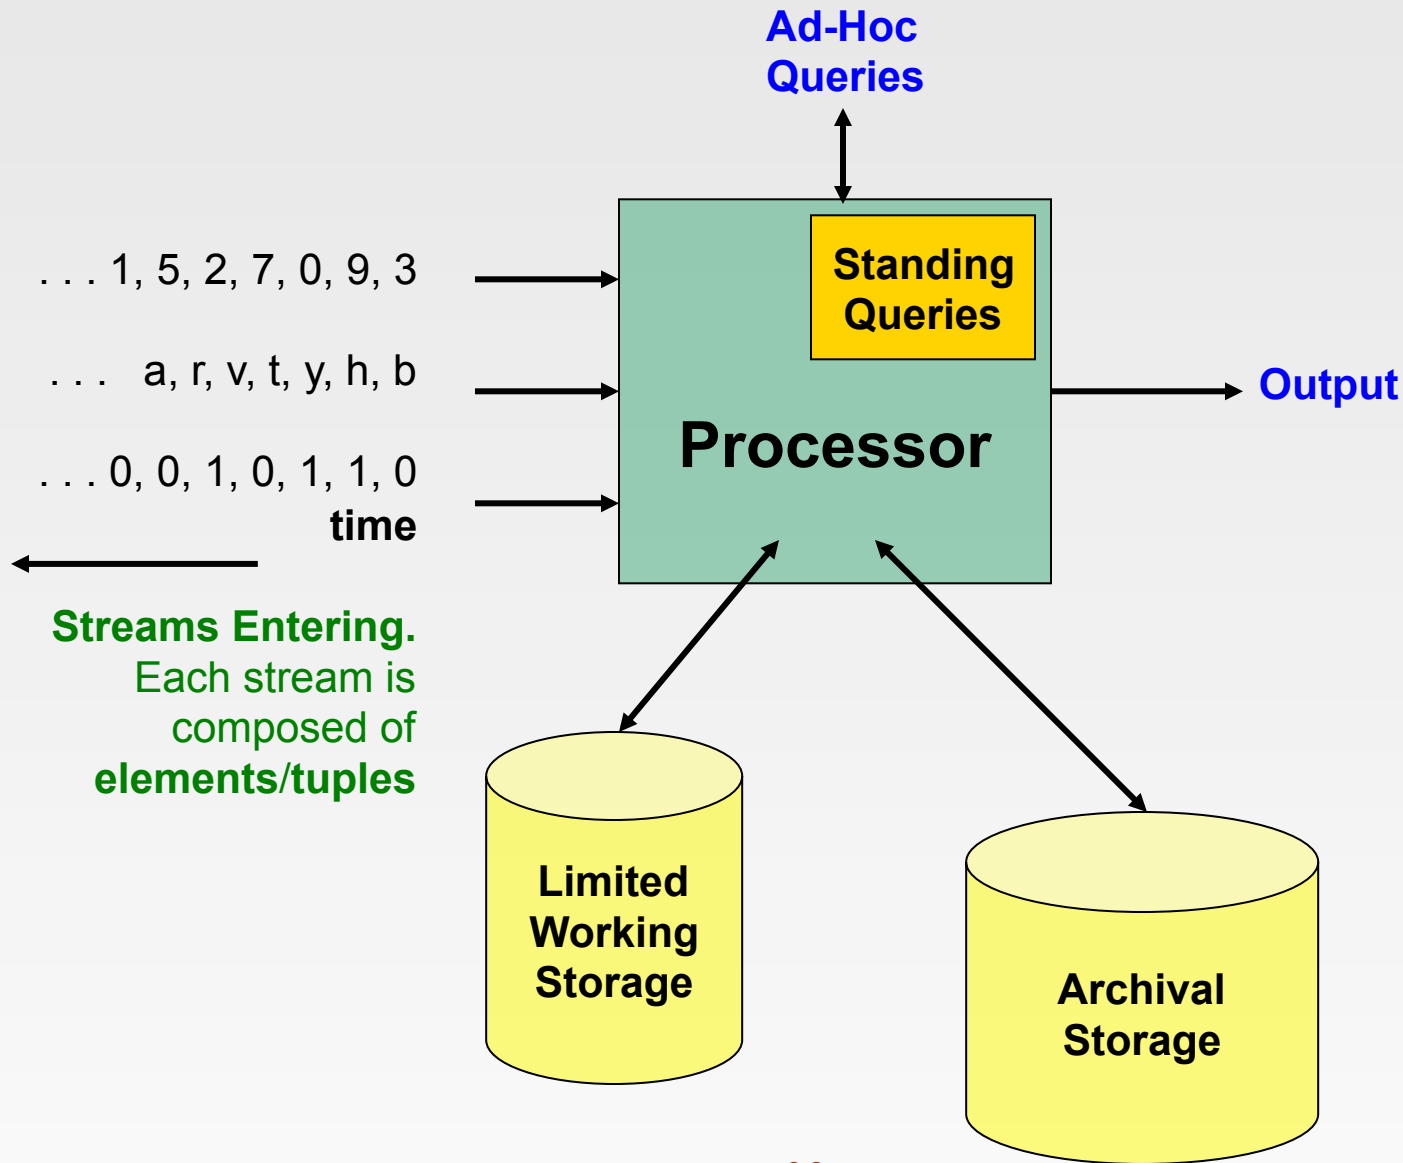 Ad-Hoc
Queries
. . . 1, 5, 2, 7, 0, 9, 3
. . . a, r, v, t, y, h, b
. . . 0, 0, 1, 0, 1, 1, 0
time
Streams Entering.
Each stream is
composed of
elements/tuples
Standing
Queries
Processor
Output
Limited
Working
Storage
Archival
Storage